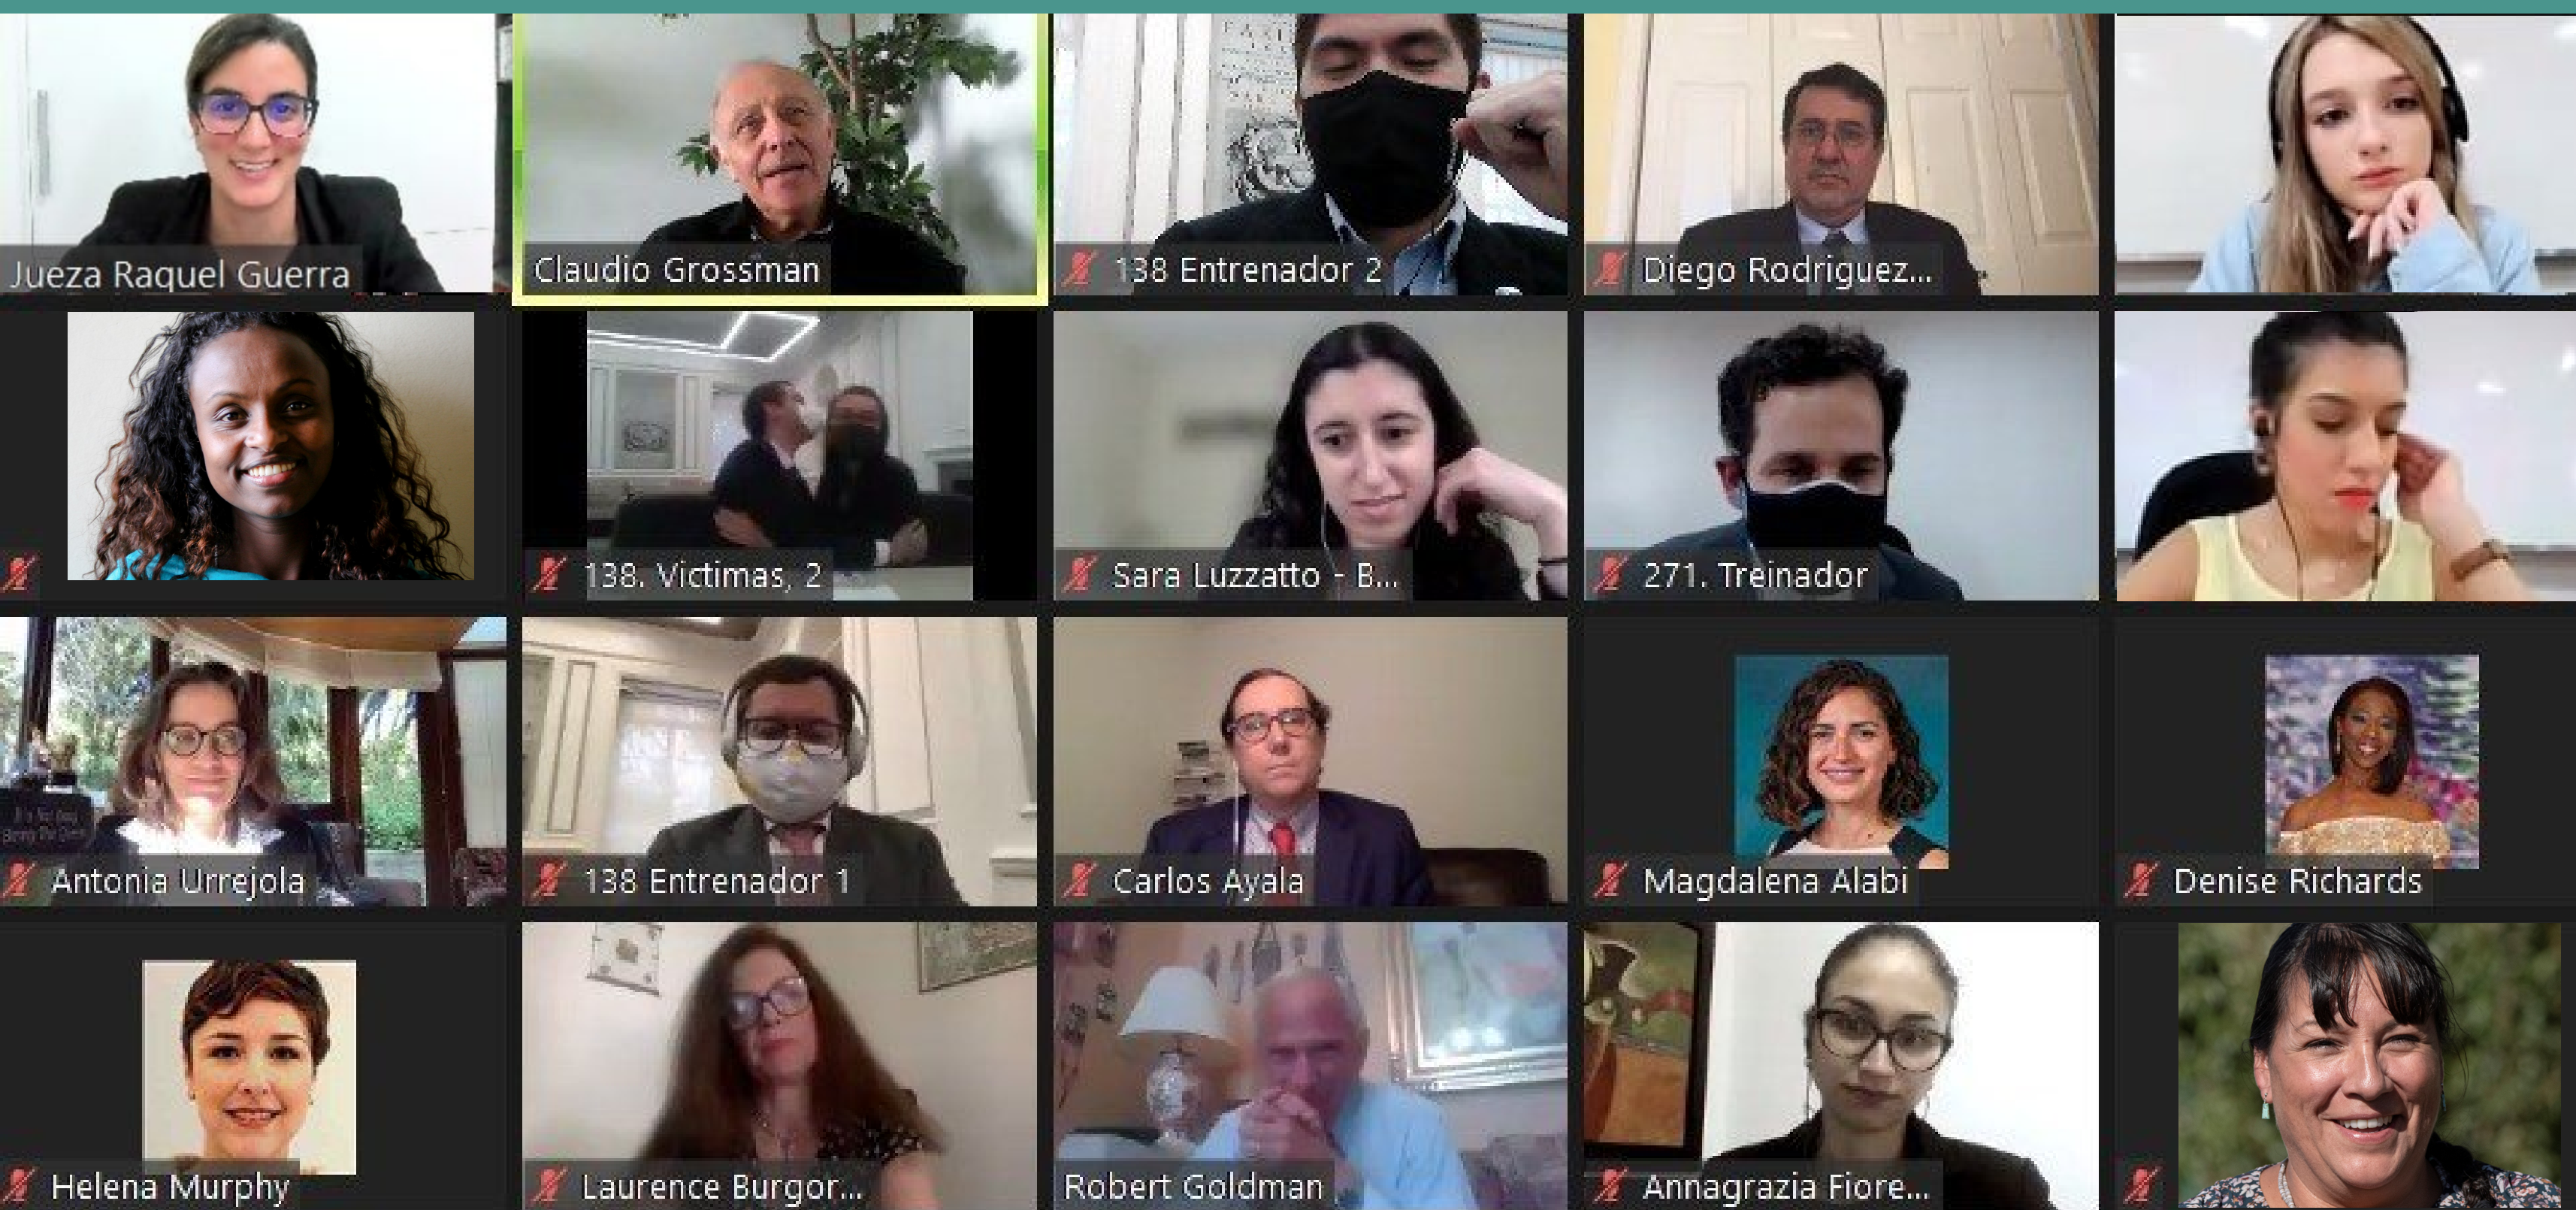 Jueza Raquel Guerra
Claudio Grossman
138 Entrenador 2
Diego Rodriguez...
138. Victimas, 2
Sara Luzzatto - B...
271. Treinador
Antonia Urrejola
138 Entrenador 1
Carlos Ayala
Magdalena Alabi
Denise Richards
Helena Murphy
Laurence Burgor...
Robert Goldman
Annagrazia Fiore...